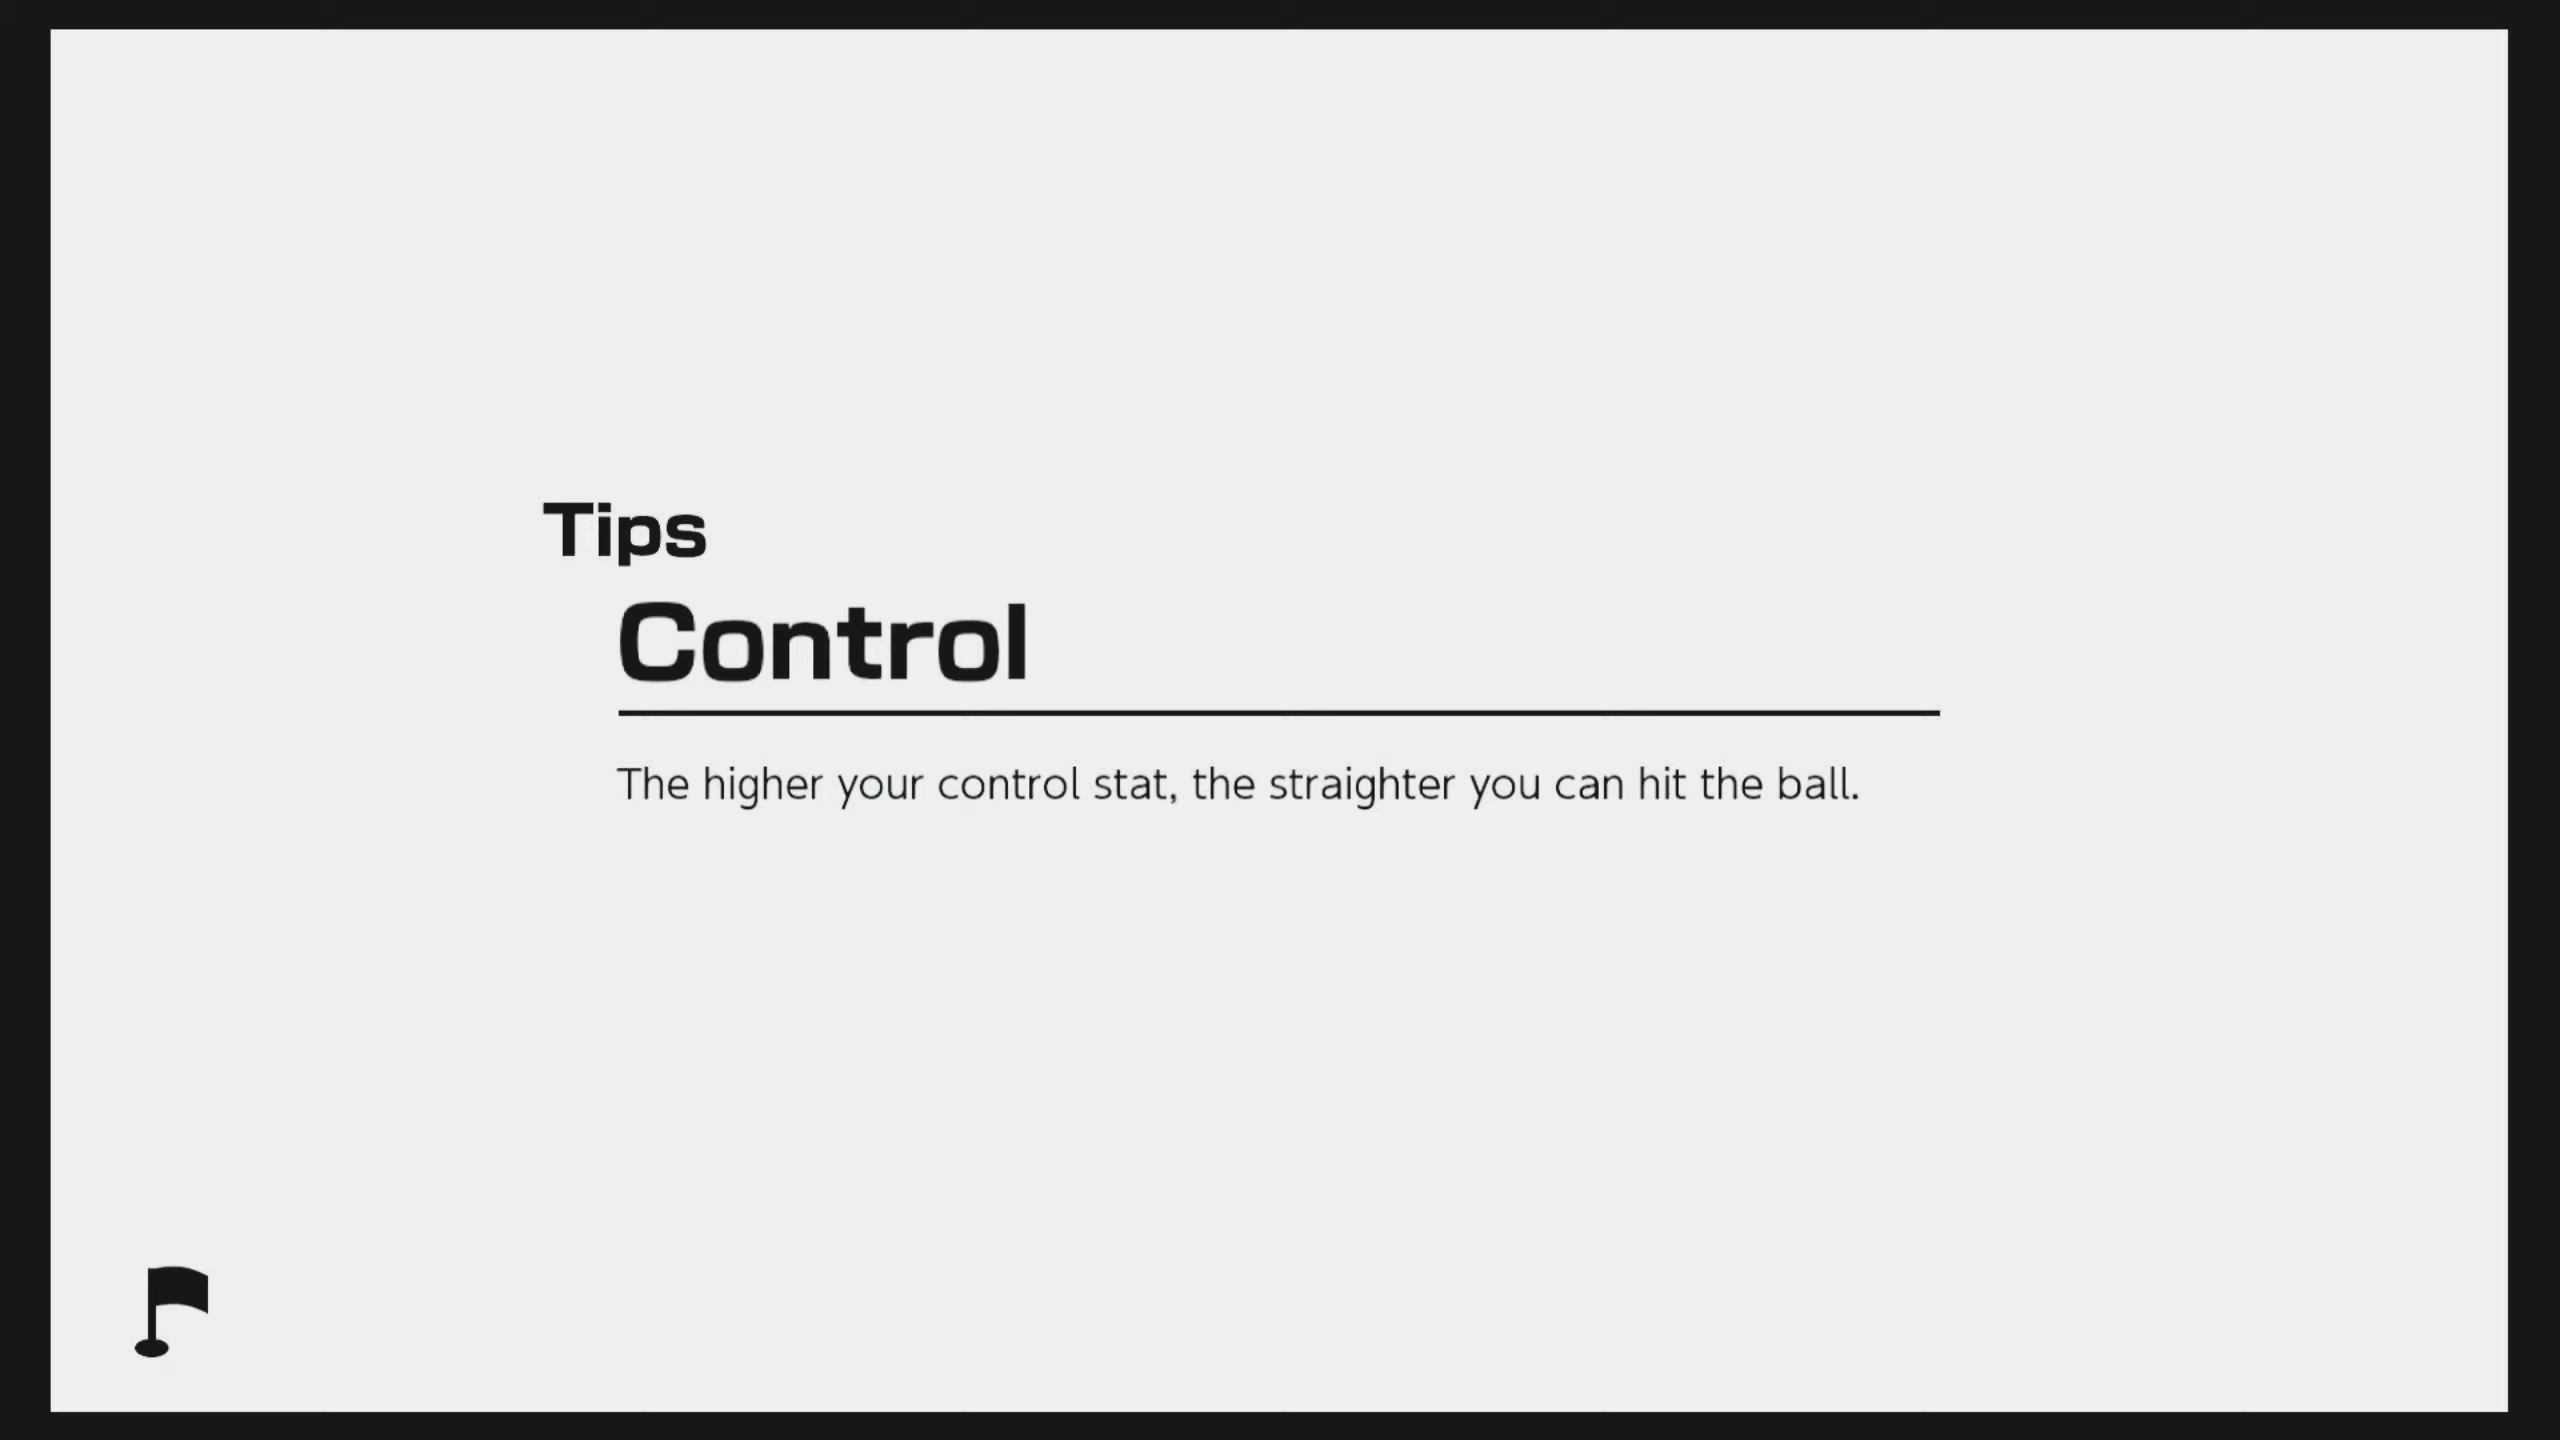 Tips
Control
The higher your control stat, the straighter you can hit the ball.